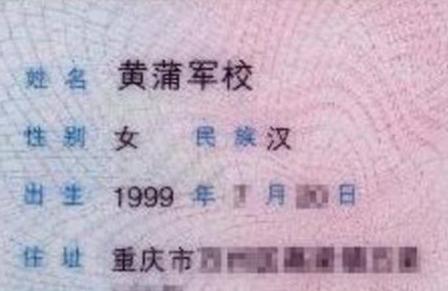 姓名 黄蒲军校
性别 女 民族 汉
出生 1999 年 月 日
住址 重庆市